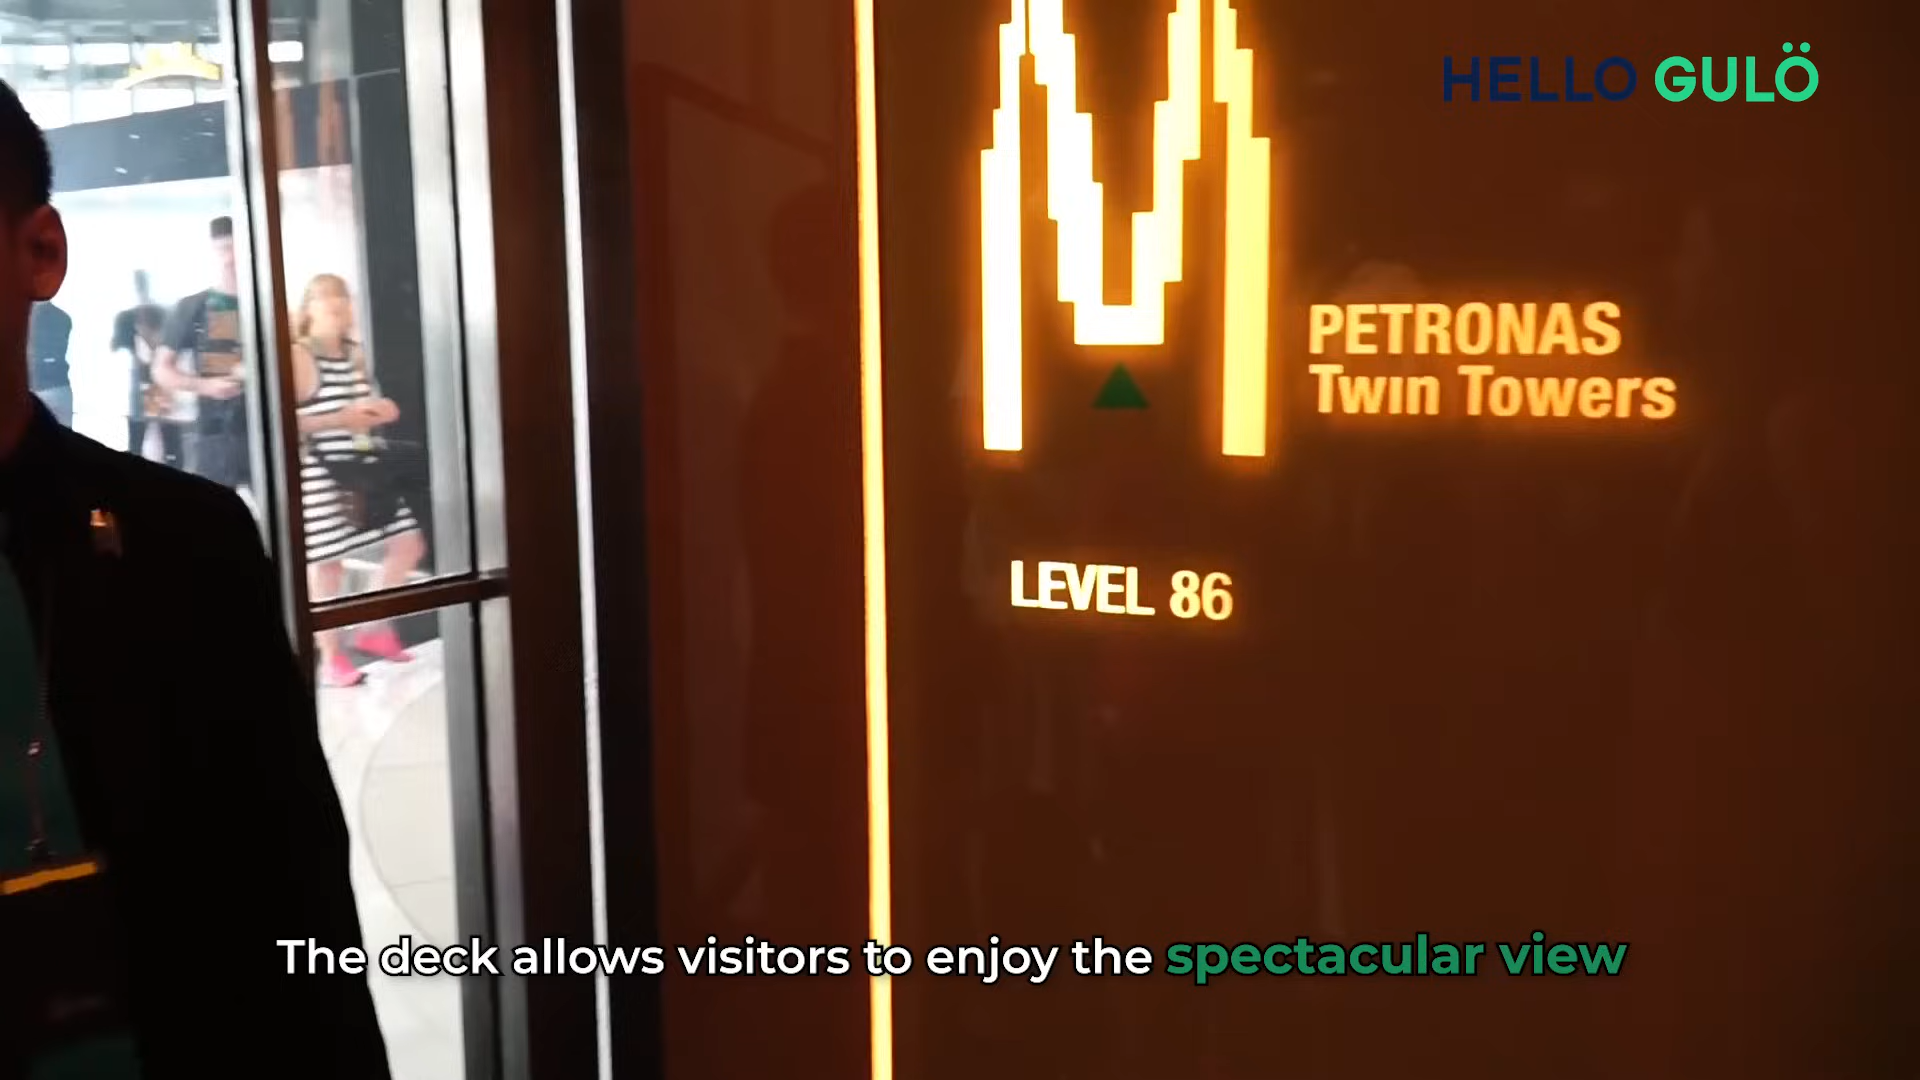 HELLO GULÖ
PETRONAS
Twin Towers
LEVEL 86
The deck allows visitors to enjoy the spectacular view